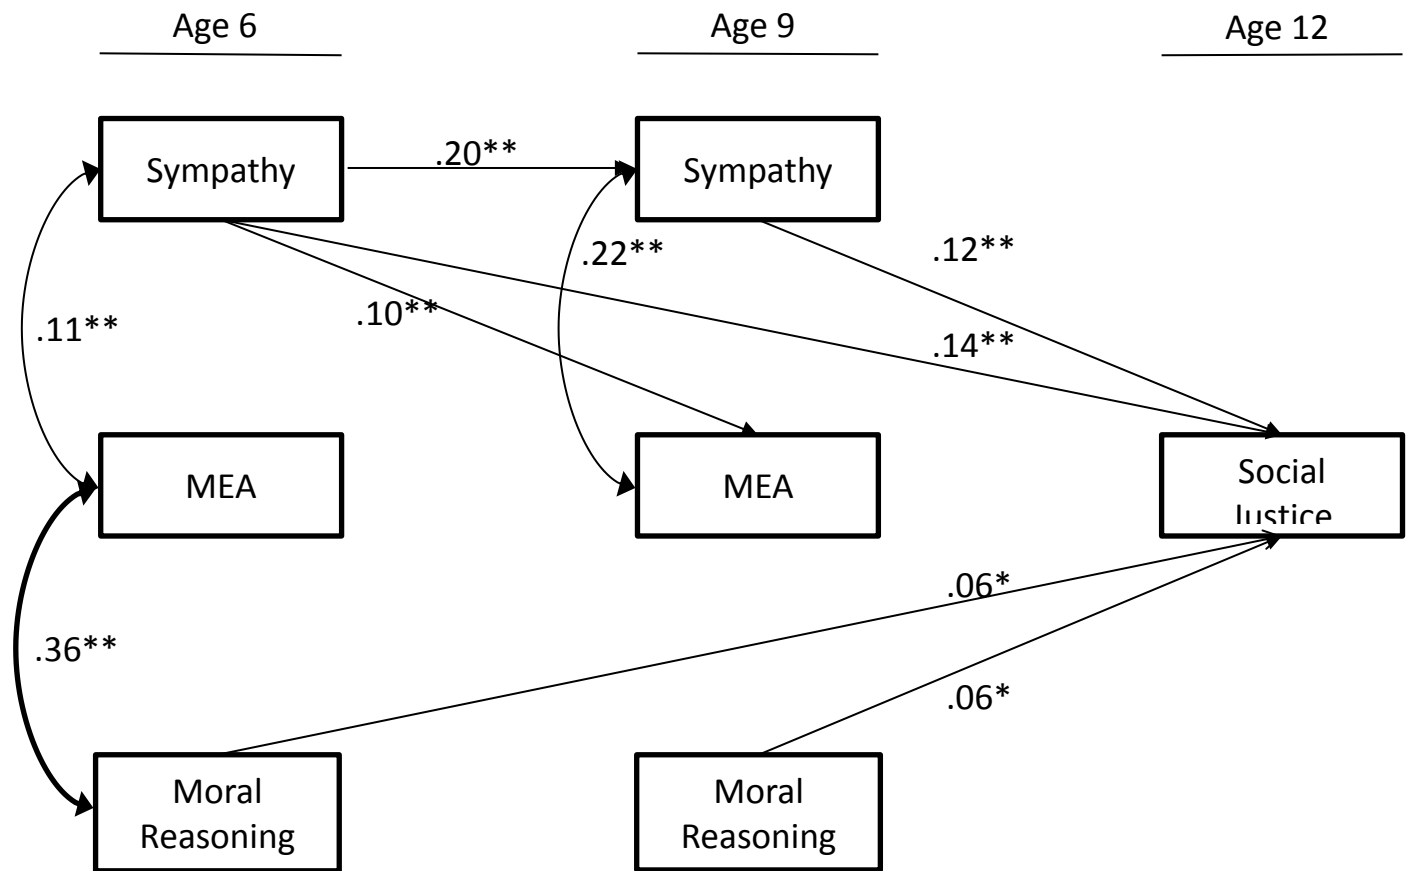 Age 6
Age 9
Age 12
Sympathy
.20**
Sympathy
.22**
.12**
.11**
.10**
.14**
MEA
MEA
Social
Justice
.06*
.36**
.06*
Moral
Reasoning
Moral
Reasoning